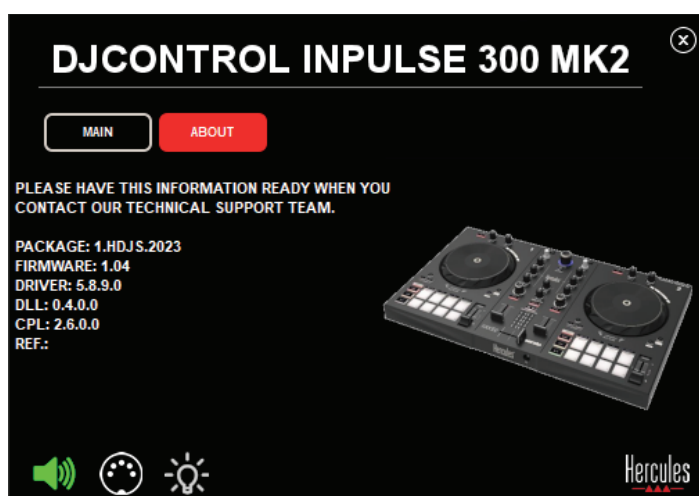 DJCONTROL INPULSE 300 MK2
MAIN
ABOUT
PLEASE HAVE THIS INFORMATION READY WHEN YOU
CONTACT OUR TECHNICAL SUPPORT TEAM.
PACKAGE: 1.HDJS.2023
FIRMWARE: 1.04
DRIVER: 5.8.9.0
DLL: 0.4.0.0
CPL: 2.6.0.0
REF.:
Hercules